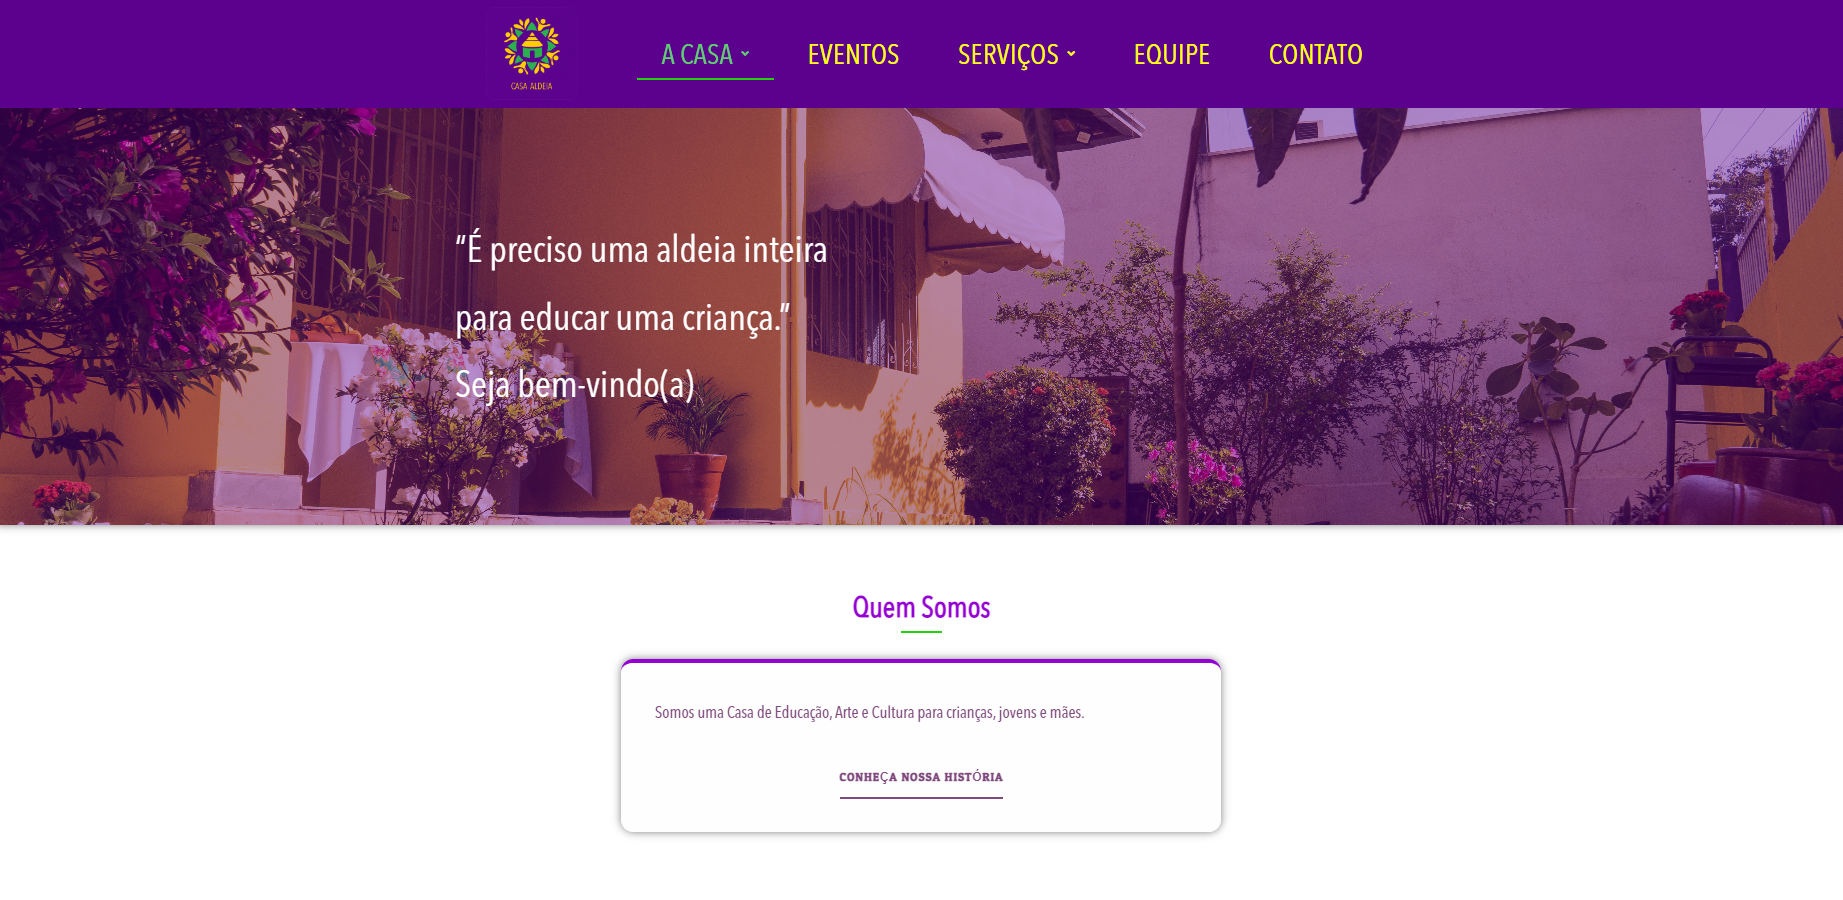 CASA ALDEIA
A CASA
EVENTOS
SERVIÇOS
EQUIPE
CONTATO
“É preciso uma aldeia inteira
para educar uma criança.”
Seja bem-vindo(a)
Quem Somos
Somos uma Casa de Educação, Arte e Cultura para crianças, jovens e mães.
CONHEÇA NOSSA HISTÓRIA